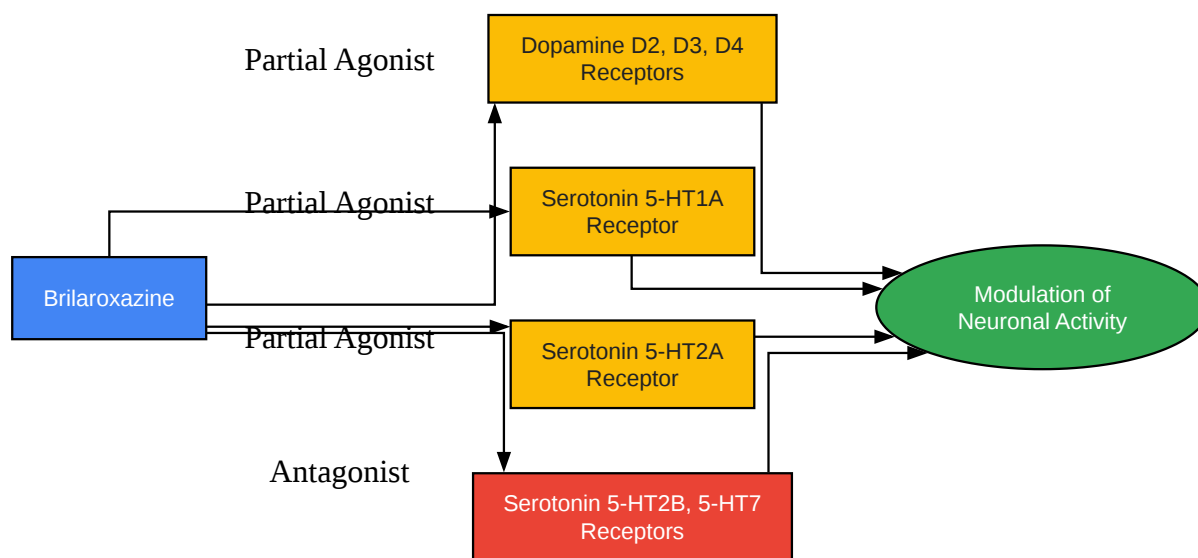 Partial Agonist
Dopamine D2, D3, D4
Receptors
Partial Agonist
Serotonin 5-HT1A
Receptor
Brilaroxazine
Modulation of
Neuronal Activity
Partial Agonist
Serotonin 5-HT2A
Receptor
Antagonist
Serotonin 5-HT2B, 5-HT7
Receptors